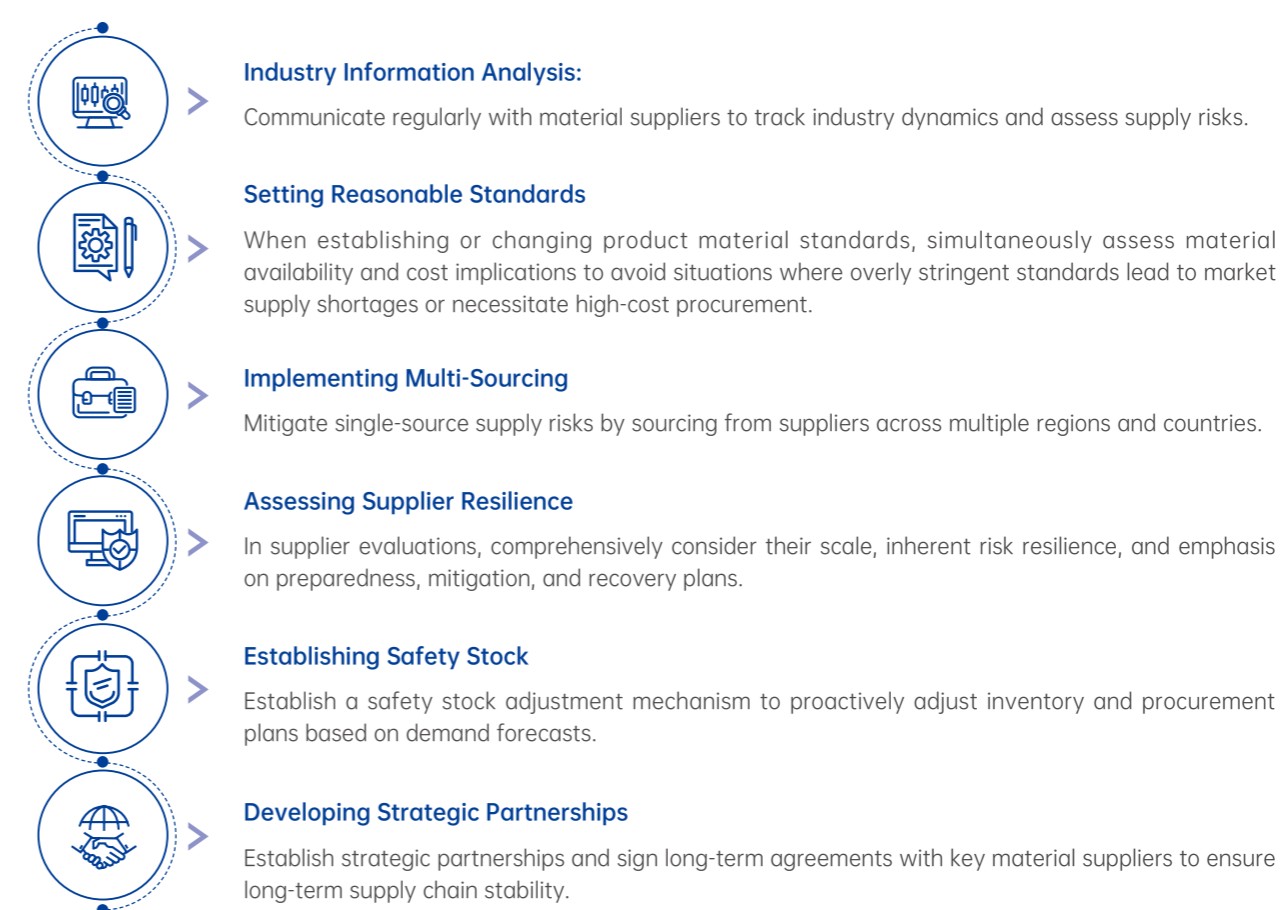 Industry Information Analysis:
Communicate regularly with material suppliers to track industry dynamics and assess supply risks.
Setting Reasonable Standards
When establishing or changing product material standards, simultaneously assess material
availability and cost implications to avoid situations where overly stringent standards lead to market
supply shortages or necessitate high-cost procurement.
Implementing Multi-Sourcing
Mitigate single-source supply risks by sourcing from suppliers across multiple regions and countries.
Assessing Supplier Resilience
In supplier evaluations, comprehensively consider their scale, inherent risk resilience, and emphasis
on preparedness, mitigation, and recovery plans.
Establishing Safety Stock
Establish a safety stock adjustment mechanism to proactively adjust inventory and procurement
plans based on demand forecasts.
Developing Strategic Partnerships
Establish strategic partnerships and sign long-term agreements with key material suppliers to ensure
long-term supply chain stability.